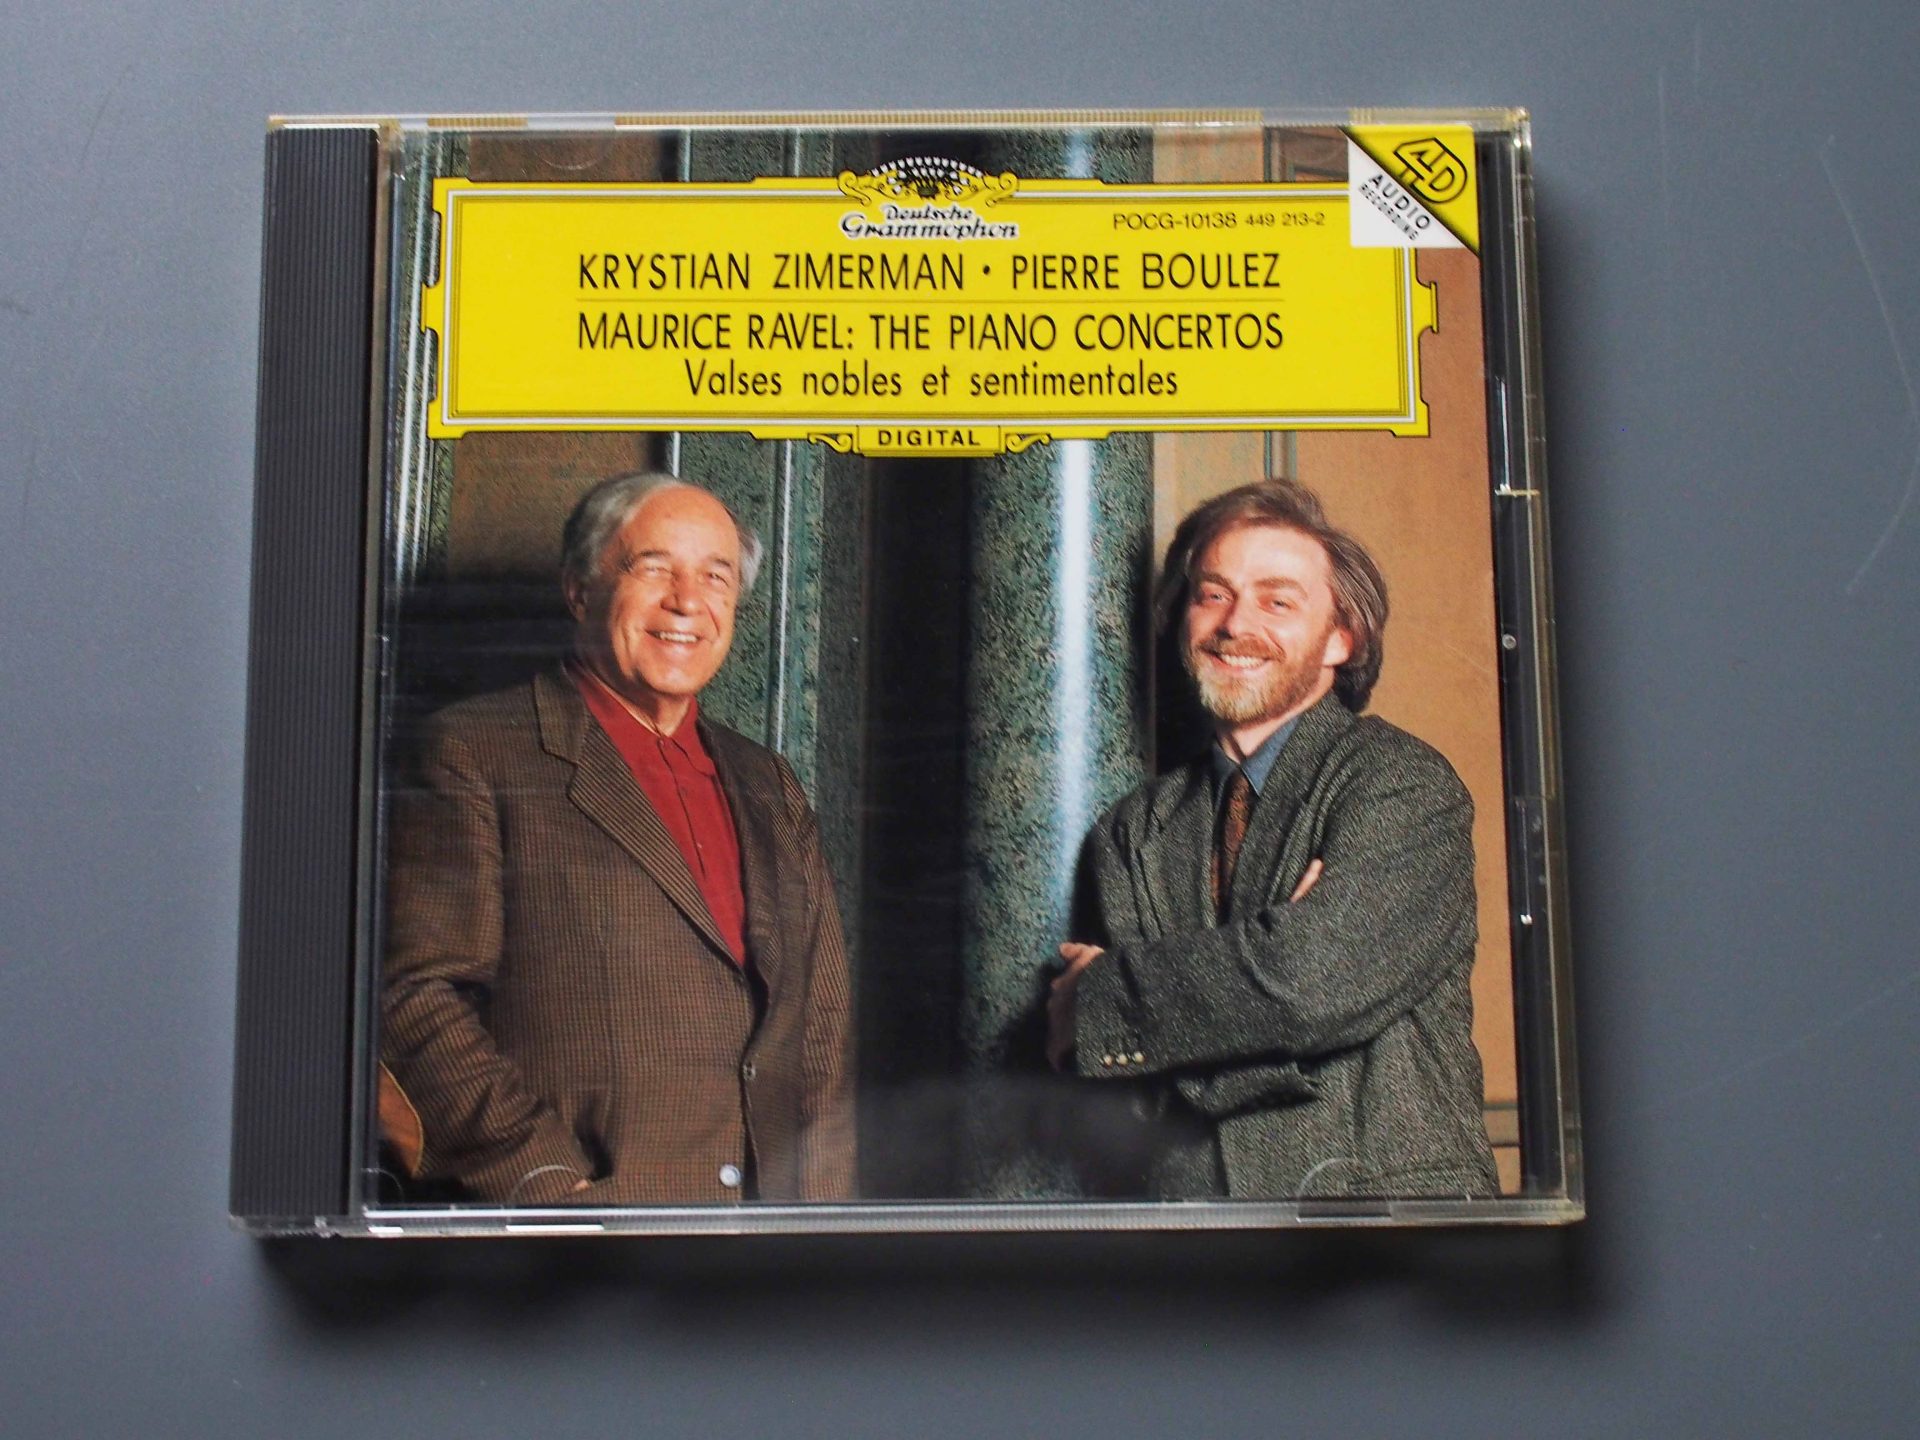 4D
AUDIO
RECORDING
Deutsche
Grammophon
POCG-10138 449 213-2
KRYSTIAN ZIMERMAN • PIERRE BOULEZ
MAURICE RAVEL: THE PIANO CONCERTOS
Valses nobles et sentimentales
DIGITAL